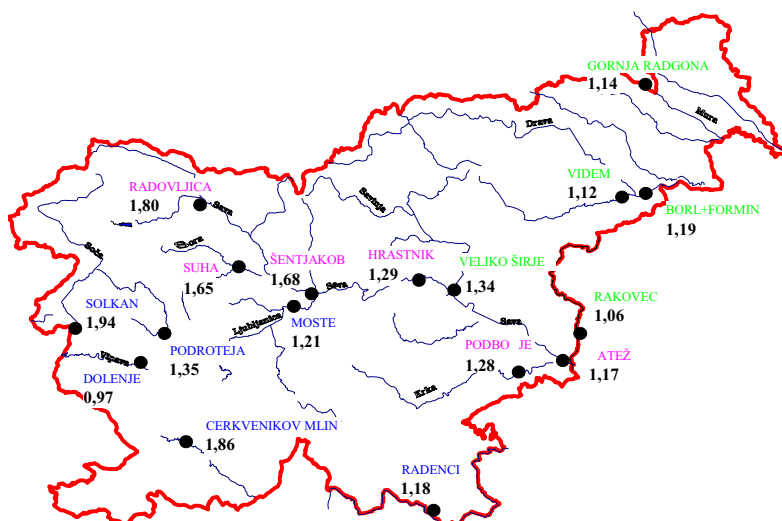 GORNJA RADGONA
1,14
Mura
Drava
VIDEM
1,12
BORL+FORMIN
1,19
RADOVLJICA
1,80
Sava
Savinja
Sora
Soča
SUHA
1,65
ŠENTJAKOB
1,68
Sava
HRASTNIK
1,29
VELIKO ŠIRJE
1,34
SOLKAN
1,94
Ljubljanica
MOSTE
1,21
Sava
RAKOVEC
1,06
PODROTEJA
1,35
Vipava
DOLENJE
0,97
PODBO JE
1,28
ATEŽ
1,17
Krka
CERKVENIKOV MLIN
1,86
RADENCI
1,18